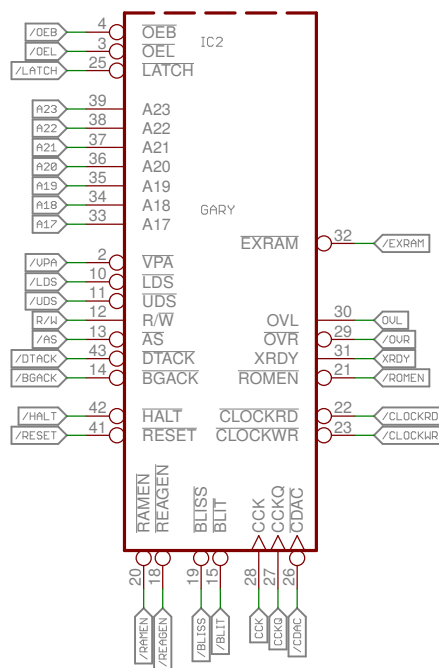 /OEB 4 OEB
/OEL 3 OEL
/LATCH 25 LATCH
IC2
A23 39 A23
A22 38 A22
A21 37 A21
A20 36 A20
A19 35 A19
A18 34 A18
A17 33 A17
GARY
EXRAM 32 /EXRAM
/VPA 2 VPA
/LDS 10 LDS
/UDS 11 UDS
R/W 12 R/W
/AS 13 AS
/DTACK 43 DTACK
/BGACK 14 BGACK
OVL 30 OVL
OVR 29 /OVR
XRDY 31 XRDY
ROMEN 21 /ROMEN
/HALT 42 HALT
/RESET 41 RESET
CLOCKRD 22 /CLOCKRD
CLOCKWR 23 /CLOCKWR
RAMEN 20 /RAMEN
REAGEN 18 /REAGEN
BLISS 19 /BLISS
BLIT 15 /BLIT
CCK 28 CCK
CCKQ 27 CCKQ
CDAC 26 /CDAC